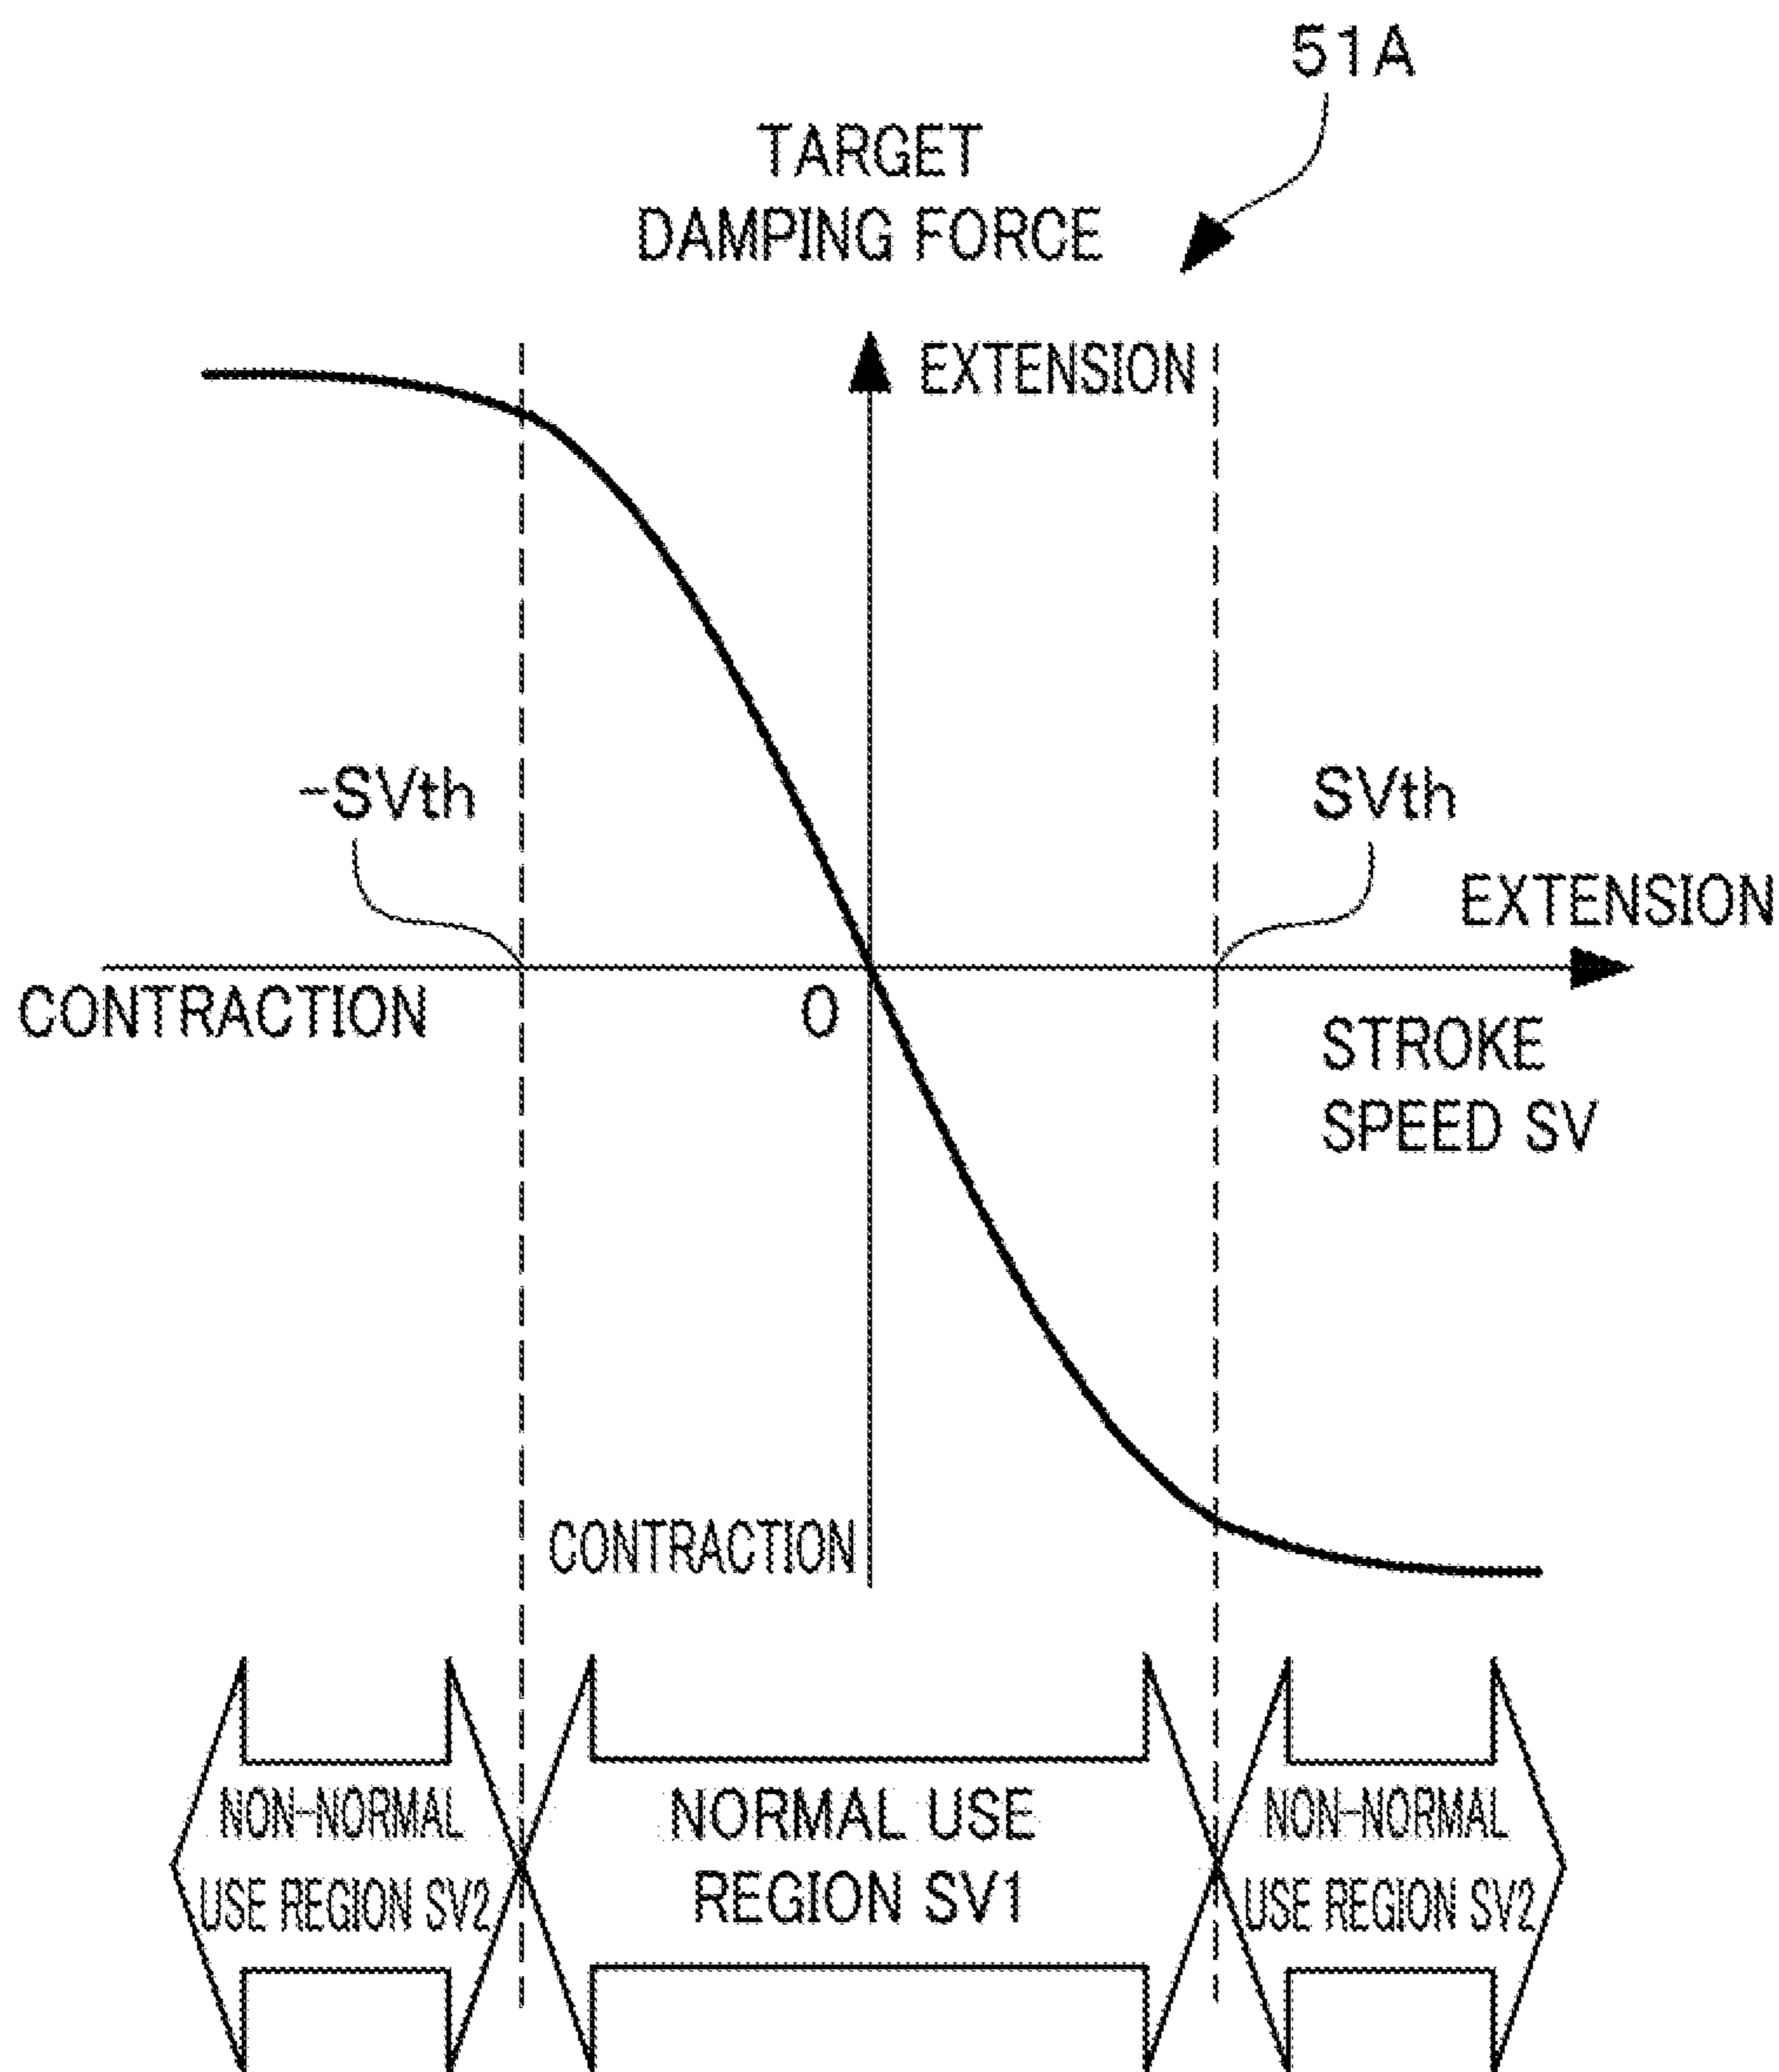 51A
TARGET
DAMPING FORCE
EXTENSION
-SVth
SVth
EXTENSION
CONTRACTION
O
STROKE
SPEED SV
CONTRACTION
NON-NORMAL
USE REGION SV2
NORMAL USE
REGION SV1
NON-NORMAL
USE REGION SV2